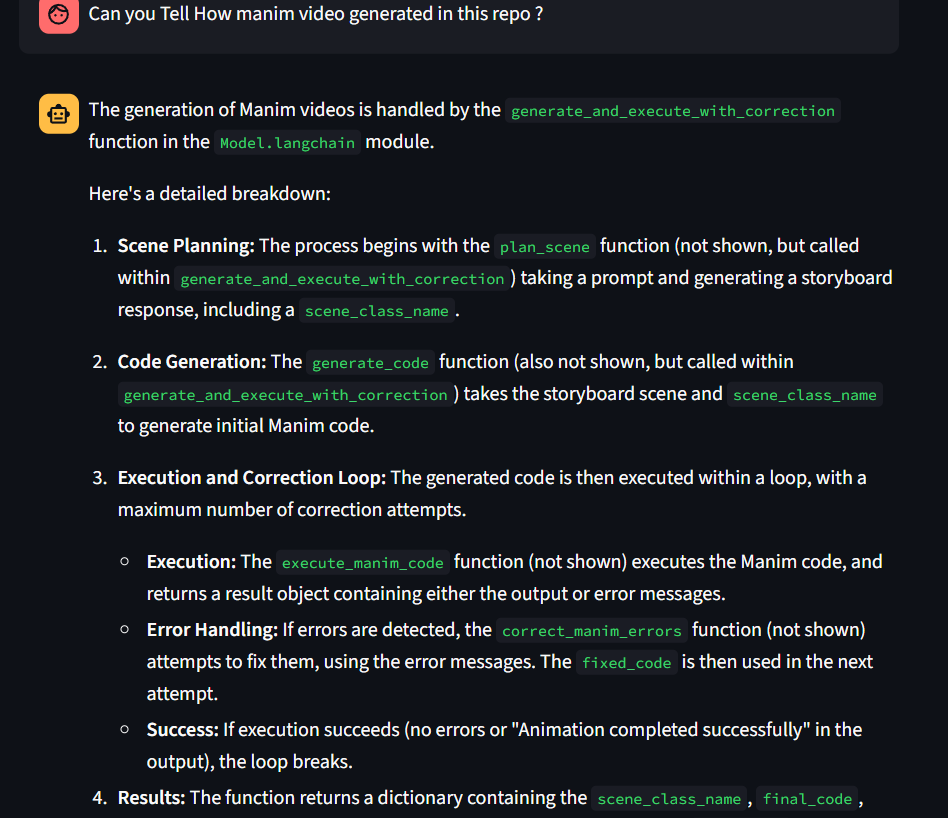 Can you Tell How manim video generated in this repo ?
The generation of Manim videos is handled by the generate_and_execute_with_correction
function in the Model.langchain module.
Here's a detailed breakdown:
1. Scene Planning: The process begins with the plan_scene function (not shown, but called
within generate_and_execute_with_correction ) taking a prompt and generating a storyboard
response, including a scene_class_name .
2. Code Generation: The generate_code function (also not shown, but called within
generate_and_execute_with_correction ) takes the storyboard scene and scene_class_name
to generate initial Manim code.
3. Execution and Correction Loop: The generated code is then executed within a loop, with a
maximum number of correction attempts.
○ Execution: The execute_manim_code function (not shown) executes the Manim code, and
returns a result object containing either the output or error messages.
○ Error Handling: If errors are detected, the correct_manim_errors function (not shown)
attempts to fix them, using the error messages. The fixed_code is then used in the next
attempt.
○ Success: If execution succeeds (no errors or "Animation completed successfully" in the
output), the loop breaks.
4. Results: The function returns a dictionary containing the scene_class_name , final_code ,